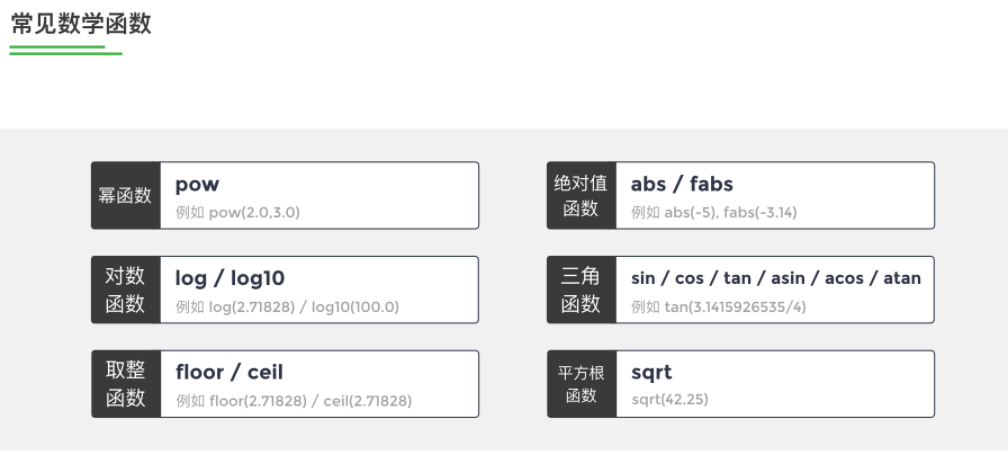 常见数学函数
幂函数
pow
例如 pow(2.0,3.0)
绝对值
函数
abs / fabs
例如 abs(-5), fabs(-3.14)
对数
函数
log / log10
例如 log(2.71828) / log10(100.0)
三角
函数
sin / cos / tan / asin / acos / atan
例如 tan(3.1415926535/4)
取整
函数
floor / ceil
例如 floor(2.71828) / ceil(2.71828)
平方根
函数
sqrt
sqrt(42.25)